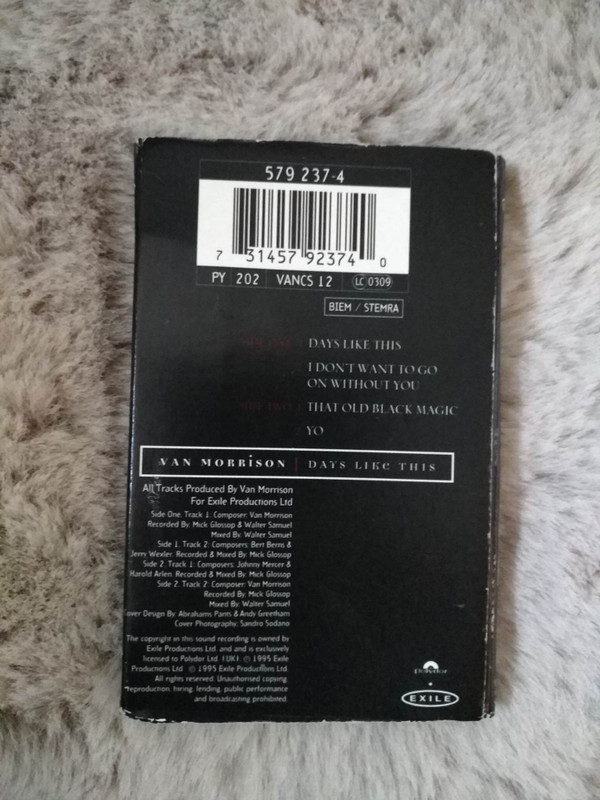 579 237-4
7 31457 92374 0
PY 202 VANCS 12 LC 0309
BIEM / STEMRA
SIDE ONE 1 DAYS LIKE THIS
I DON'T WANT TO GO
ON WITHOUT YOU
SIDE TWO 1 THAT OLD BLACK MAGIC
YO
VAN MORRISON | DAYS LIKE THIS
All Tracks Produced By Van Morrison
For Exile Productions Ltd
Side One. Track 1: Composer: Van Morrison
Recorded By: Mick Glossop & Walter Samuel
Mixed By: Walter Samuel
Side 1. Track 2: Composers: Bert Berns &
Jerry Wexler: Recorded & Mixed By: Mick Glossop
Side 2. Track 1: Composers: Johnny Mercer &
Harold Arlen. Recorded & Mixed By: Mick Glossop
Side 2. Track 2: Composer: Van Morrison
Recorded By: Mick Glossop
Mixed By: Walter Samuel
Cover Design By: Abrahams Pants & Andy Greetham
Cover Photography: Sandro Sodano
The copyright in this sound recording is owned by
Exile Productions Ltd. and and is exclusively
licensed to Polydor Ltd. (UK). ℗ 1995 Exile
Productions Ltd. © 1995 Exile Productions Ltd.
All rights reserved. Unauthorised copying,
reproduction, hiring, lending, public performance
and broadcasting prohibited.
polydor
EXILE